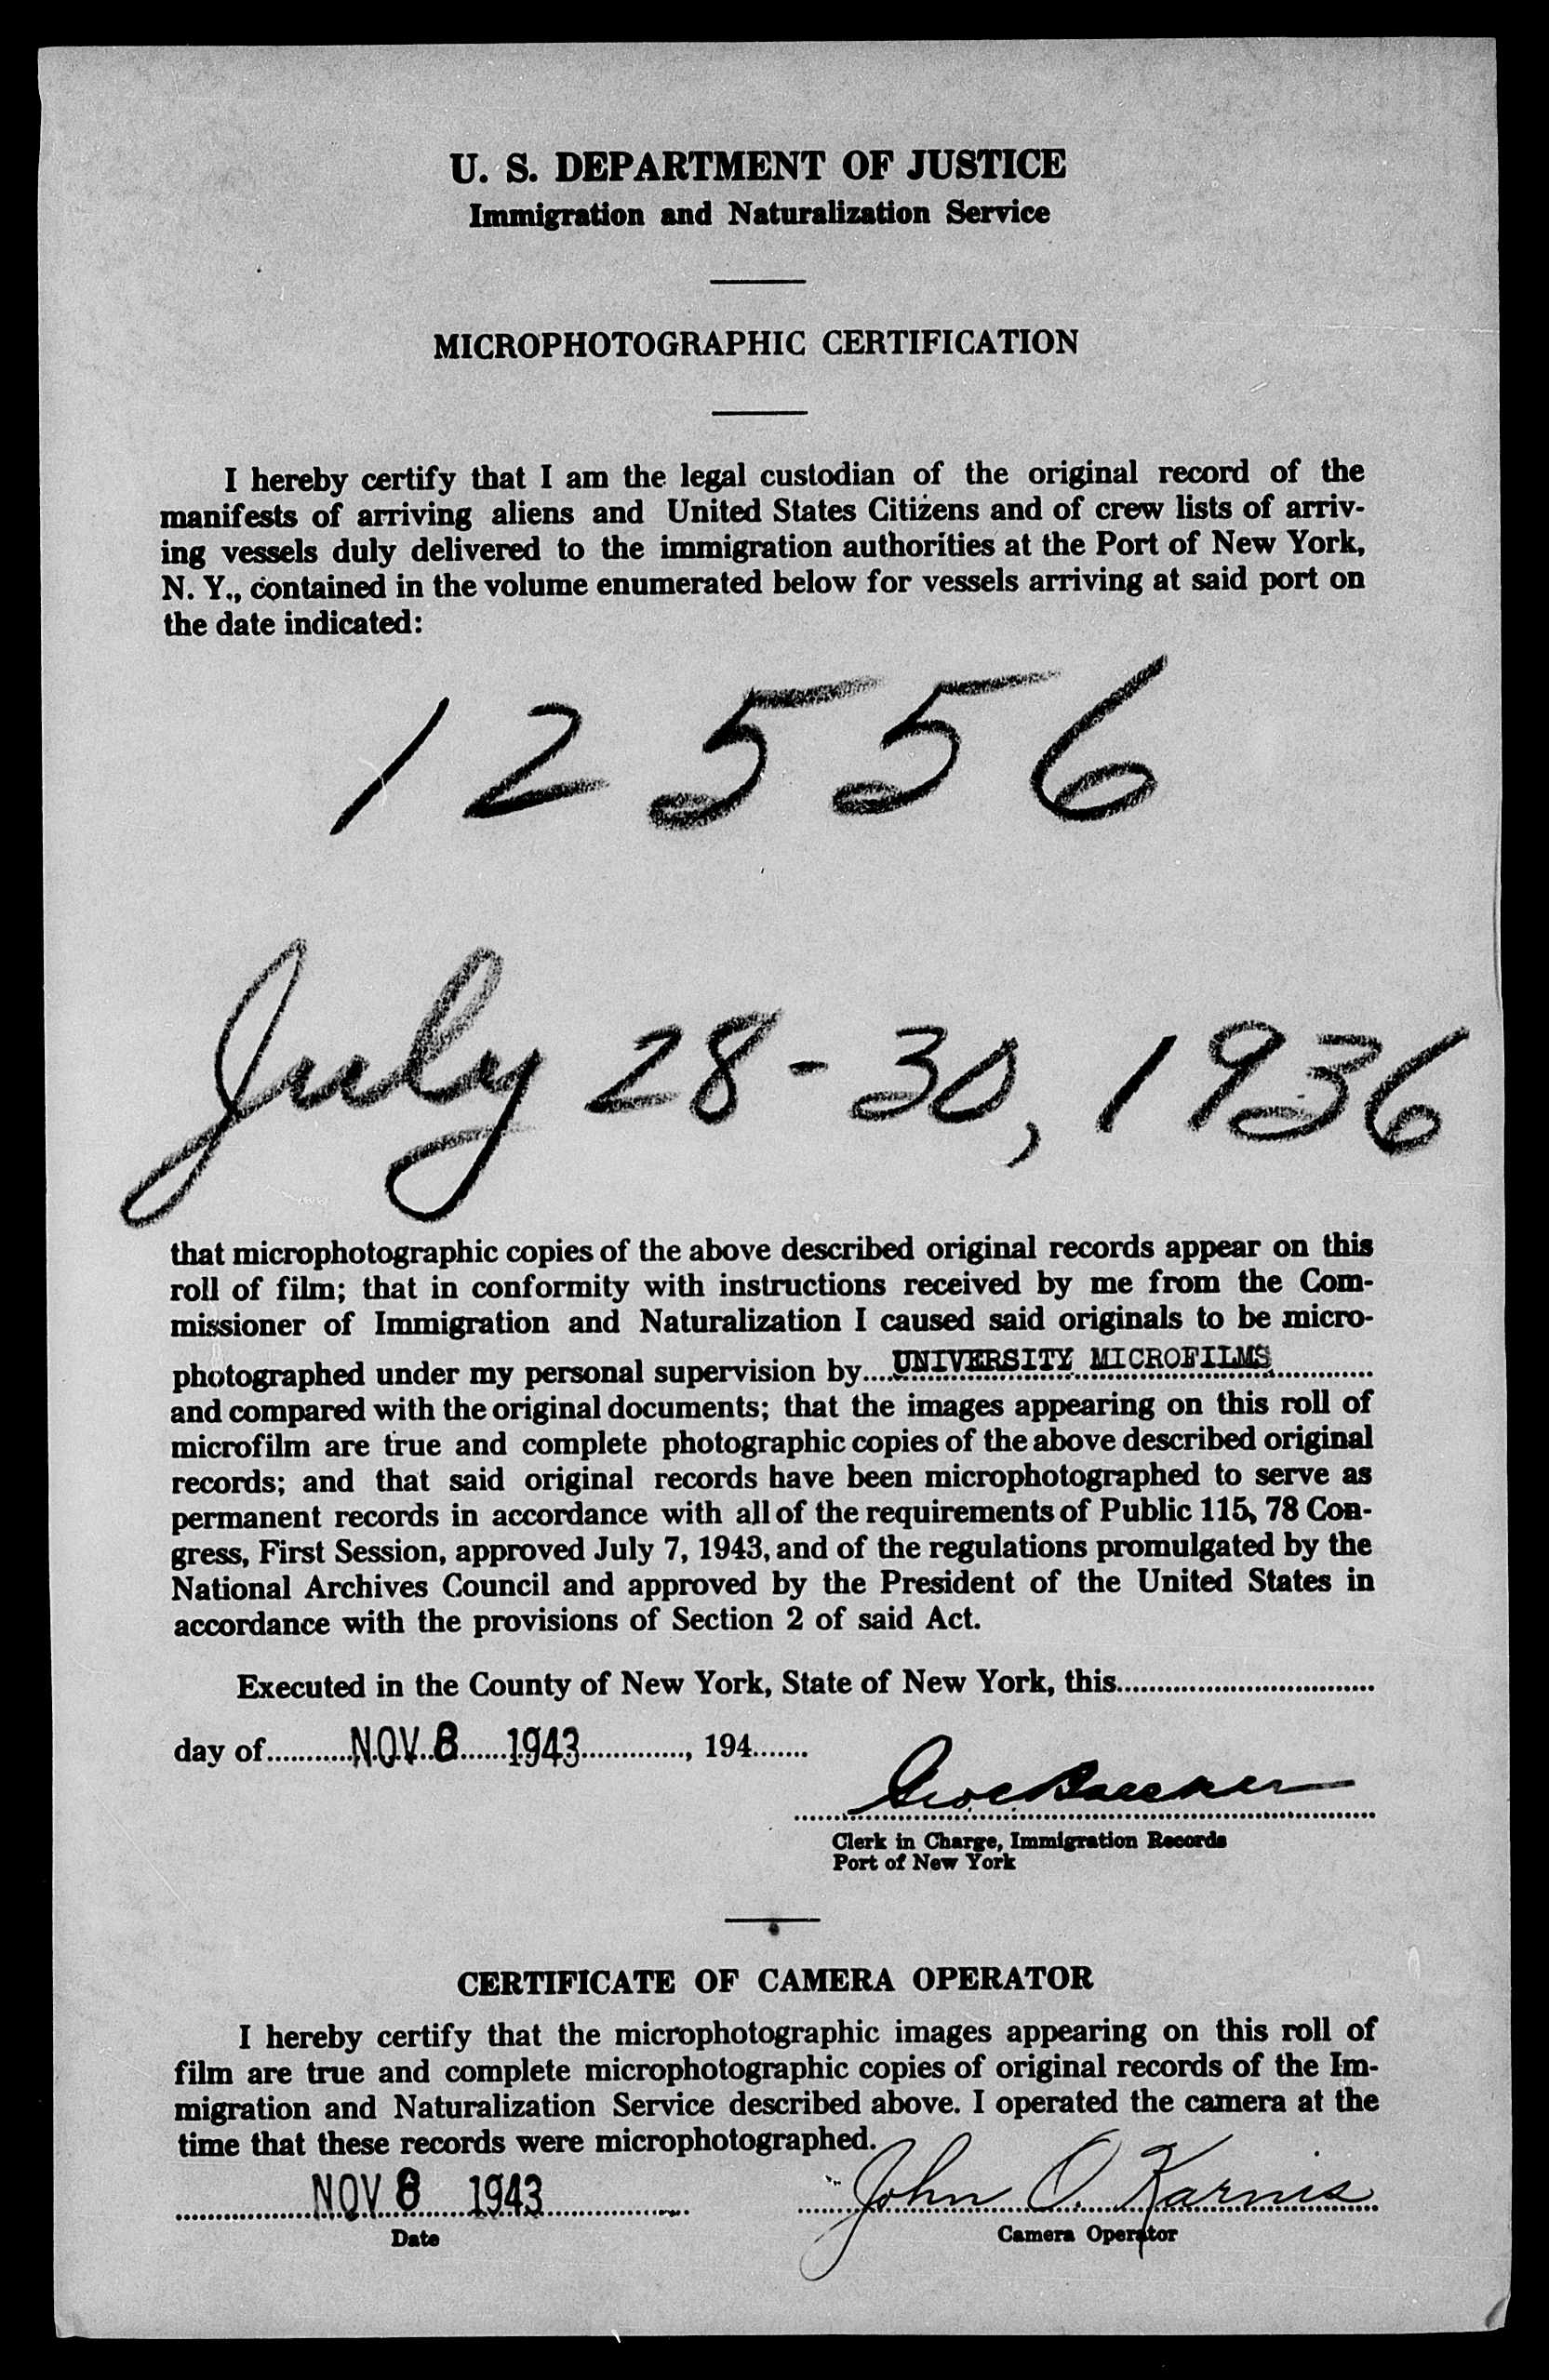 U. S. DEPARTMENT OF JUSTICE
Immigration and Naturalization Service
MICROPHOTOGRAPHIC CERTIFICATION
I hereby certify that I am the legal custodian of the original record of the
manifests of arriving aliens and United States Citizens and of crew lists of arriv-
ing vessels duly delivered to the immigration authorities at the Port of New York,
N. Y., contained in the volume enumerated below for vessels arriving at said port on
the date indicated:
12556
July 28-30, 1936
that microphotographic copies of the above described original records appear on this
roll of film; that in conformity with instructions received by me from the Com-
missioner of Immigration and Naturalization I caused said originals to be micro-
photographed under my personal supervision by....UNIVERSITY MICROFILMS............
and compared with the original documents; that the images appearing on this roll of
microfilm are true and complete photographic copies of the above described original
records; and that said original records have been microphotographed to serve as
permanent records in accordance with all of the requirements of Public 115, 78 Con-
gress, First Session, approved July 7, 1943, and of the regulations promulgated by the
National Archives Council and approved by the President of the United States in
accordance with the provisions of Section 2 of said Act.
Executed in the County of New York, State of New York, this................................
day of...........NOV 8 1943............., 194.......
Clerk in Charge, Immigration Records
Port of New York
CERTIFICATE OF CAMERA OPERATOR
I hereby certify that the microphotographic images appearing on this roll of
film are true and complete microphotographic copies of original records of the Im-
migration and Naturalization Service described above. I operated the camera at the
time that these records were microphotographed.
NOV 8 1943 John O. Karnis
Date Camera Operator